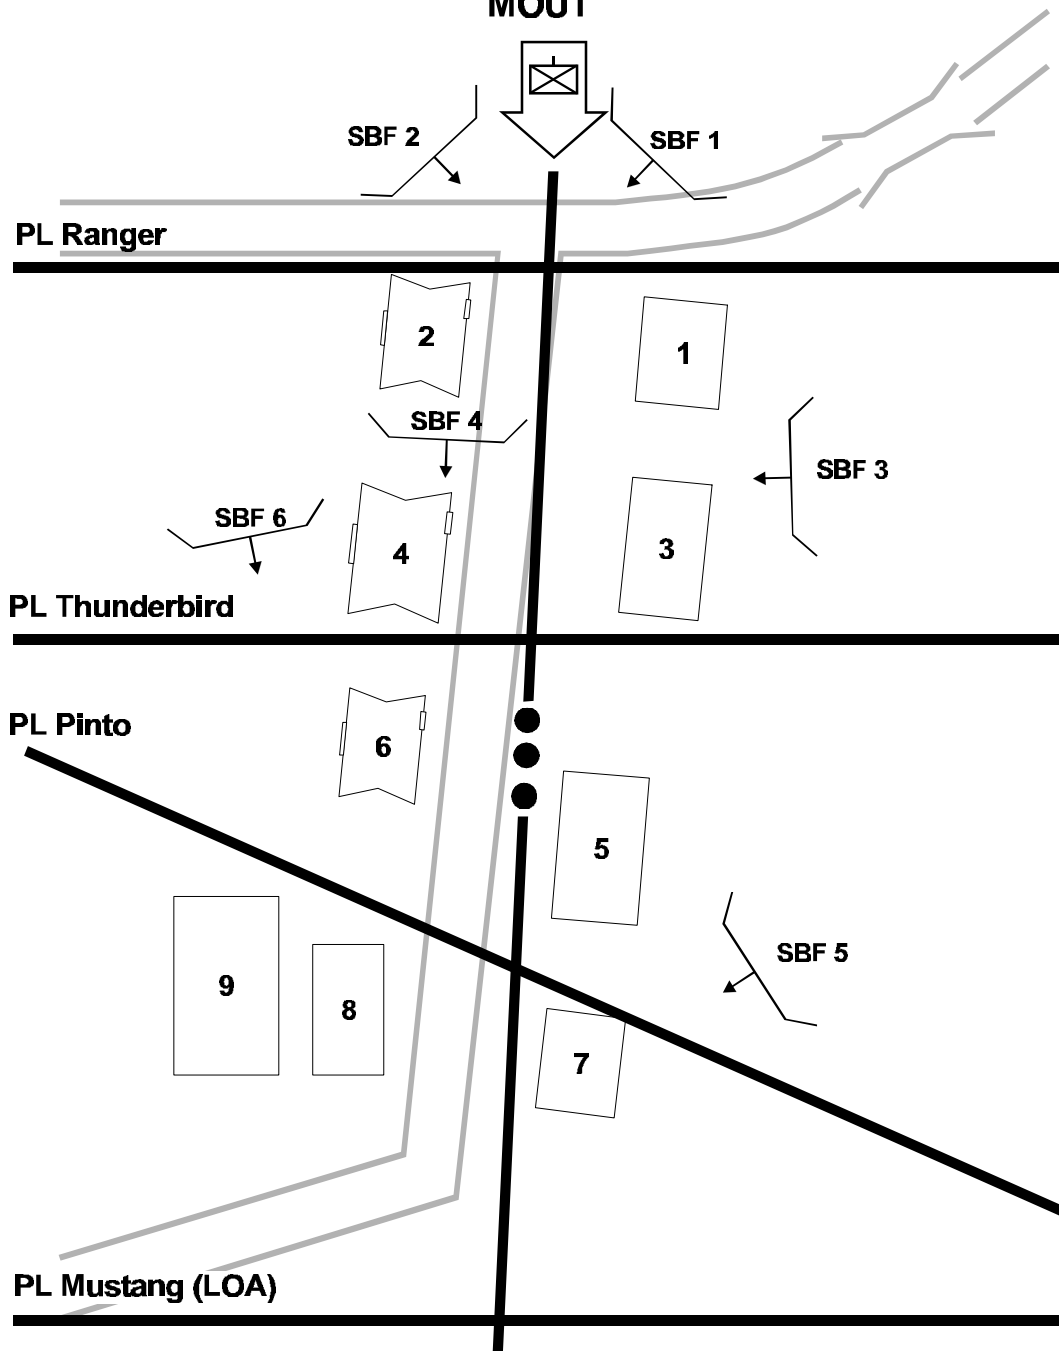 MOUT
SBF 2
SBF 1
PL Ranger
2
1
SBF 4
SBF 3
SBF 6
4
3
PL Thunderbird
PL Pinto
6
5
SBF 5
9
8
7
PL Mustang (LOA)